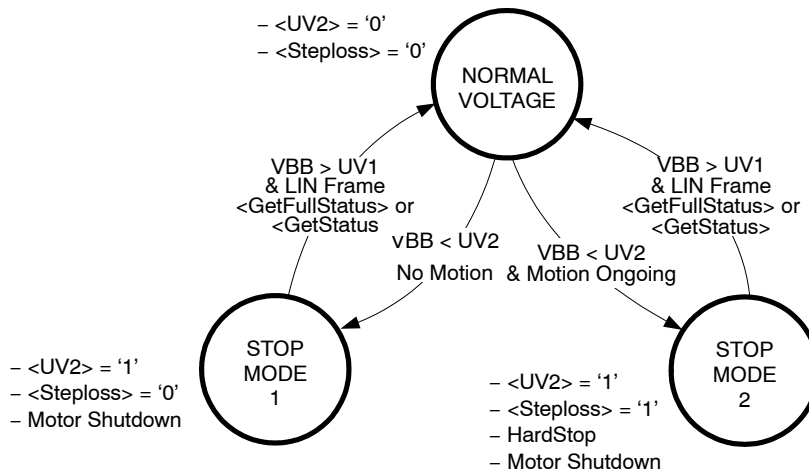 – <UV2> = ‘0’
– <Steploss> = ‘0’
NORMAL
VOLTAGE
VBB > UV1
& LIN Frame
<GetFullStatus> or
<GetStatus
vBB < UV2
No Motion
VBB < UV2
& Motion Ongoing
VBB > UV1
& LIN Frame
<GetFullStatus> or
<GetStatus>
– <UV2> = ‘1’
– <Steploss> = ‘0’
– Motor Shutdown
STOP
MODE
1
– <UV2> = ‘1’
– <Steploss> = ‘1’
– HardStop
– Motor Shutdown
STOP
MODE
2